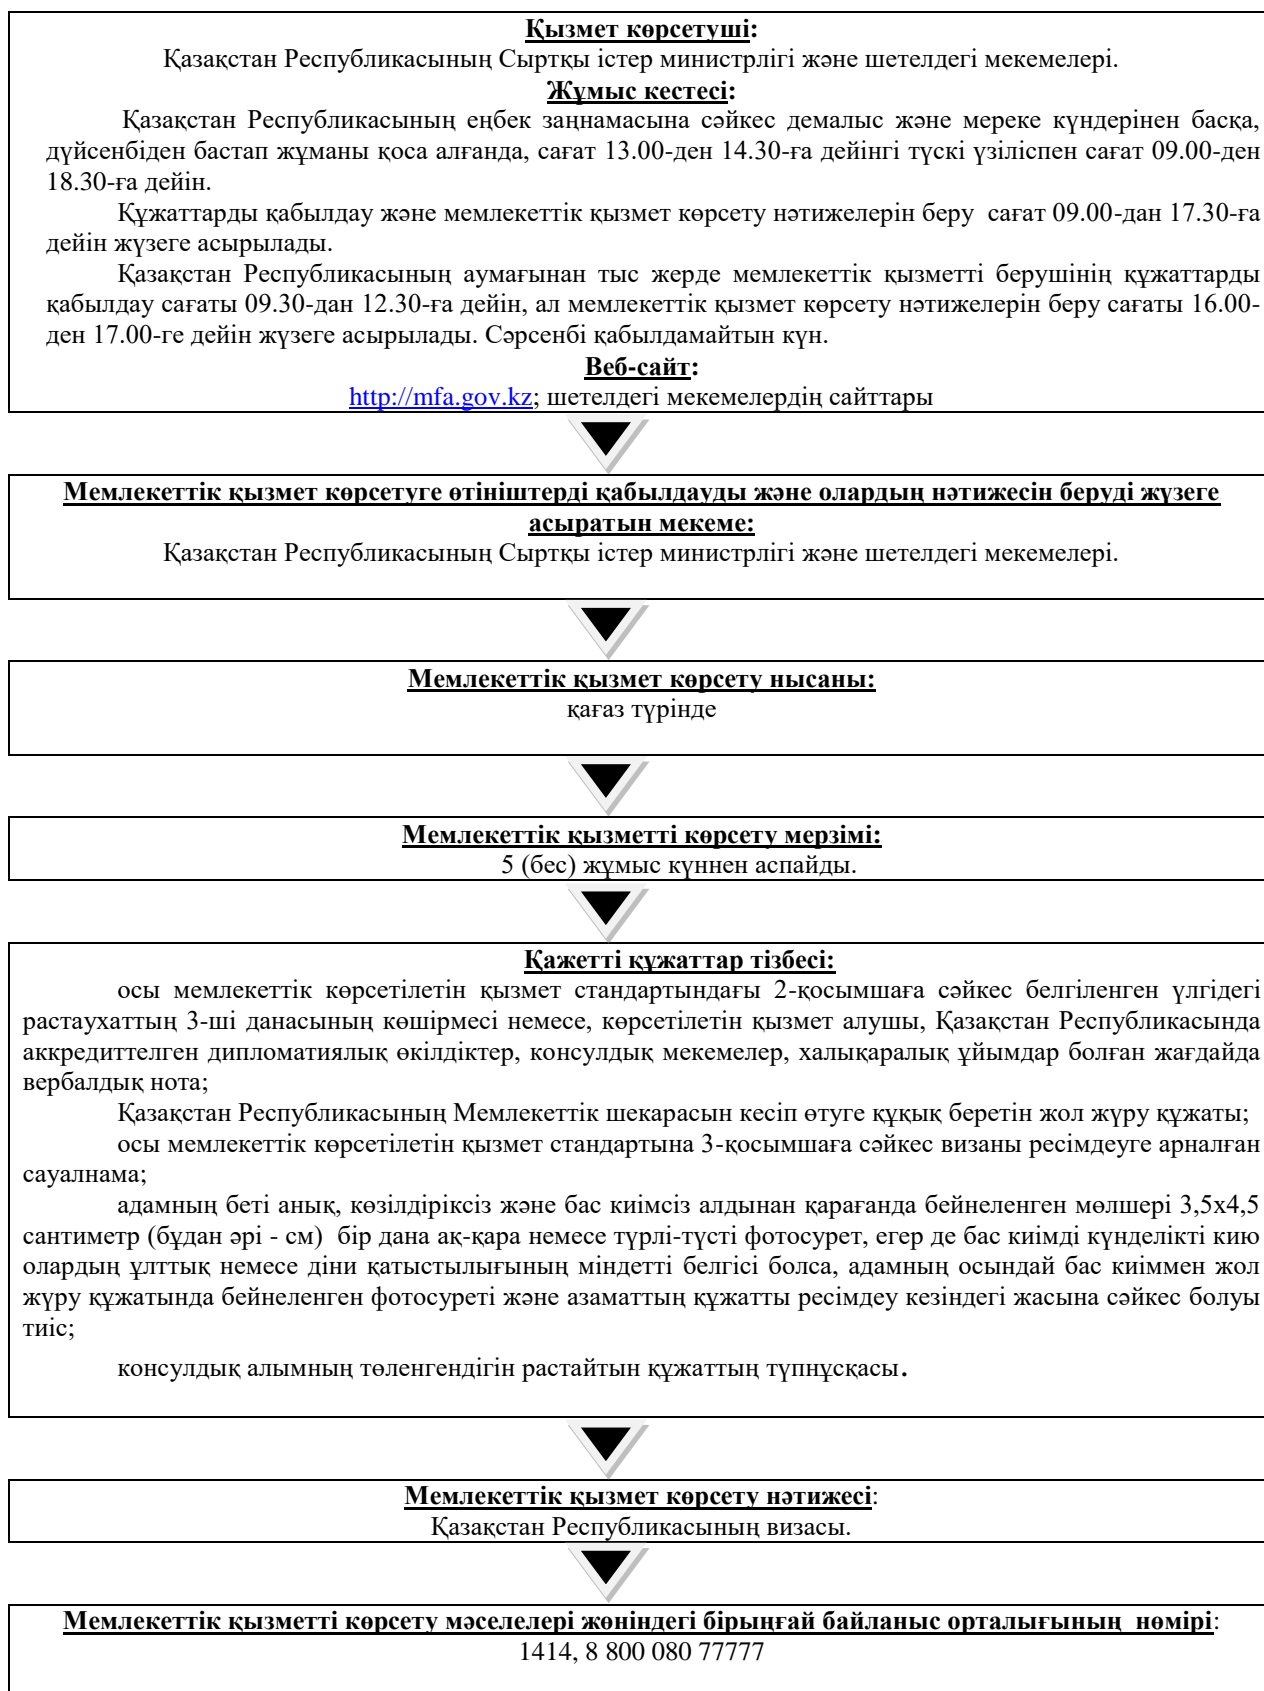 Қызмет көрсетуші:
Қазақстан Республикасының Сыртқы істер министрлігі және шетелдегі мекемелері.
Жұмыс кестесі:
Қазақстан Республикасының еңбек заңнамасына сәйкес демалыс және мереке күндерінен басқа,
дүйсенбіден бастап жұманы қоса алғанда, сағат 13.00-ден 14.30-ға дейінгі түскі үзіліспен сағат 09.00-ден
18.30-ға дейін.
Құжаттарды қабылдау және мемлекеттік қызмет көрсету нәтижелерін беру сағат 09.00-дан 17.30-ға
дейін жүзеге асырылады.
Қазақстан Республикасының аумағынан тыс жерде мемлекеттік қызметті берушінің құжаттарды
қабылдау сағаты 09.30-дан 12.30-ға дейін, ал мемлекеттік қызмет көрсету нәтижелерін беру сағаты 16.00-
ден 17.00-ге дейін жүзеге асырылады. Сәрсенбі қабылдамайтын күн.
Веб-сайт:
http://mfa.gov.kz; шетелдегі мекемелердің сайттары
Мемлекеттік қызмет көрсетуге өтініштерді қабылдауды және олардың нәтижесін беруді жүзеге
асыратын мекеме:
Қазақстан Республикасының Сыртқы істер министрлігі және шетелдегі мекемелері.
Мемлекеттік қызмет көрсету нысаны:
қағаз түрінде
Мемлекеттік қызметті көрсету мерзімі:
5 (бес) жұмыс күннен аспайды.
Қажетті құжаттар тізбесі:
осы мемлекеттік көрсетілетін қызмет стандартындағы 2-қосымшаға сәйкес белгіленген үлгідегі
растаухаттың 3-ші данасының көшірмесі немесе, көрсетілетін қызмет алушы, Қазақстан Республикасында
аккредиттелген дипломатиялық өкілдіктер, консулдық мекемелер, халықаралық ұйымдар болған жағдайда
вербалдық нота;
Қазақстан Республикасының Мемлекеттік шекарасын кесіп өтуге құқық беретін жол жүру құжаты;
осы мемлекеттік көрсетілетін қызмет стандартына 3-қосымшаға сәйкес визаны ресімдеуге арналған
сауалнама;
адамның беті анық, көзілдіріксіз және бас киімсіз алдынан қарағанда бейнеленген мөлшері 3,5х4,5
сантиметр (бұдан әрі - см) бір дана ақ-қара немесе түрлі-түсті фотосурет, егер де бас киімді күнделікті кию
олардың ұлттық немесе діни қатыстылығының міндетті белгісі болса, адамның осындай бас киіммен жол
жүру құжатында бейнеленген фотосуреті және азаматтың құжатты ресімдеу кезіндегі жасына сәйкес болуы
тиіс;
консулдық алымның төленгендігін растайтын құжаттың түпнұсқасы.
Мемлекеттік қызмет көрсету нәтижесі:
Қазақстан Республикасының визасы.
Мемлекеттік қызметті көрсету мәселелері жөніндегі бірыңғай байланыс орталығының нөмірі:
1414, 8 800 080 77777